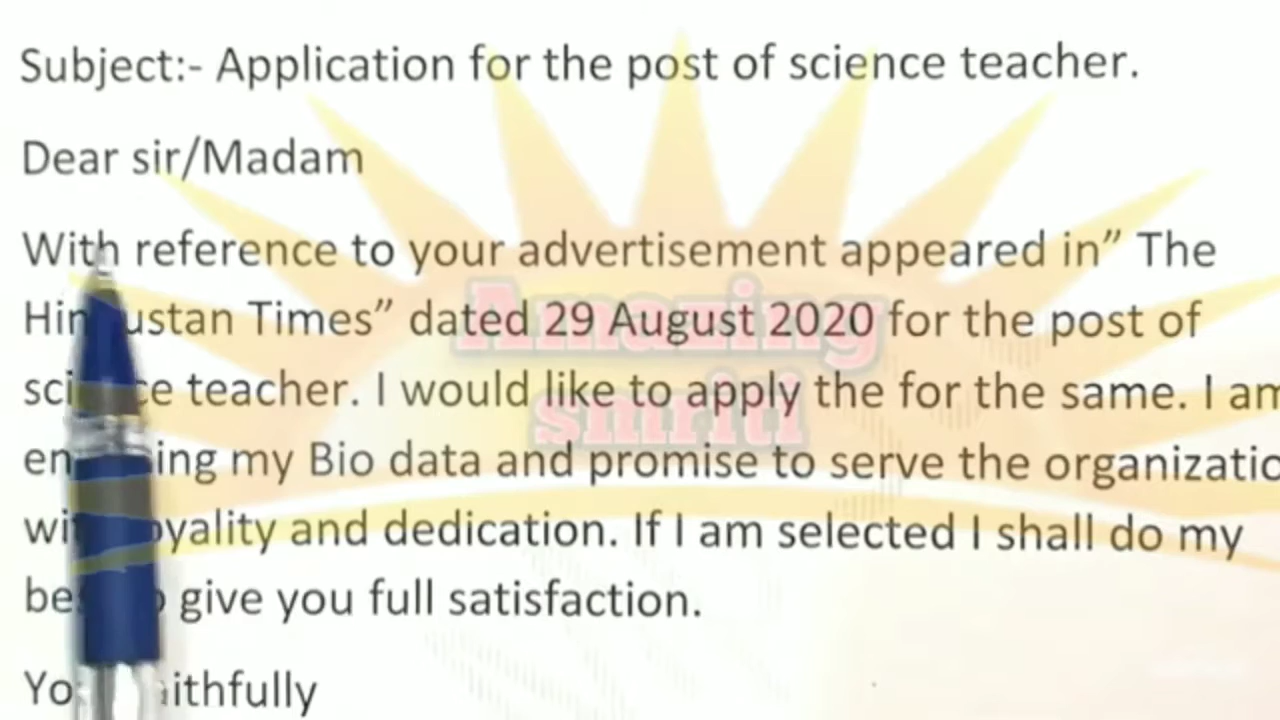 Subject:- Application for the post of science teacher.
Dear sir/Madam
With reference to your advertisement appeared in” The
Times” dated 29 August 2020 for the post of
teacher. I would like to apply the for the same. I am
my Bio data and promise to serve the
and dedication. If I am selected I shall do my
give you full satisfaction.
Amazing
smriti